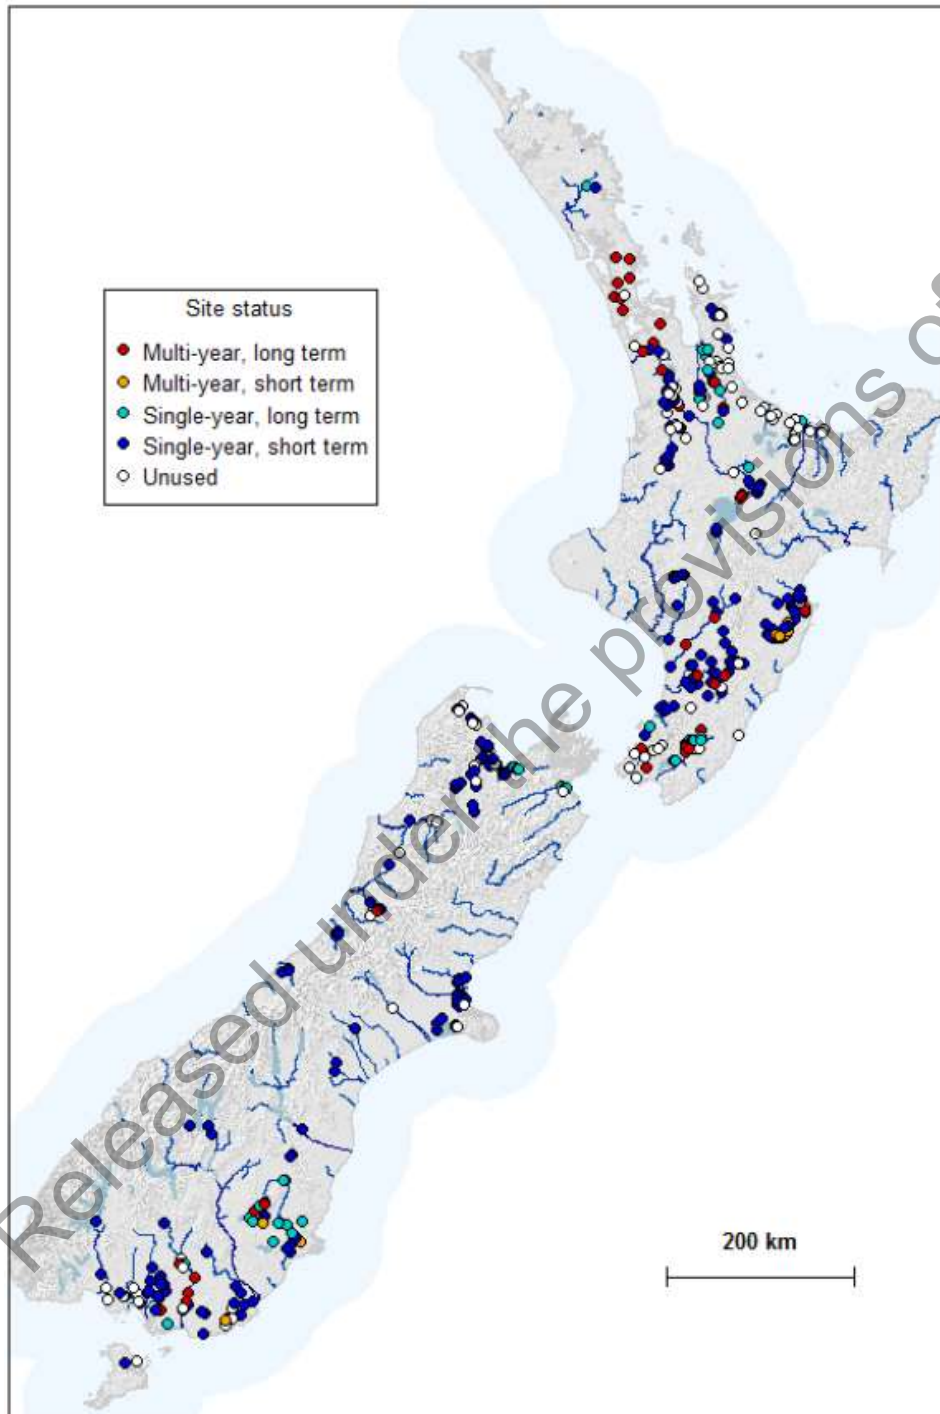 Site status
Multi-year, long term
Multi-year, short term
Single-year, long term
Single-year, short term
Unused
200 km
Released under the provisions of